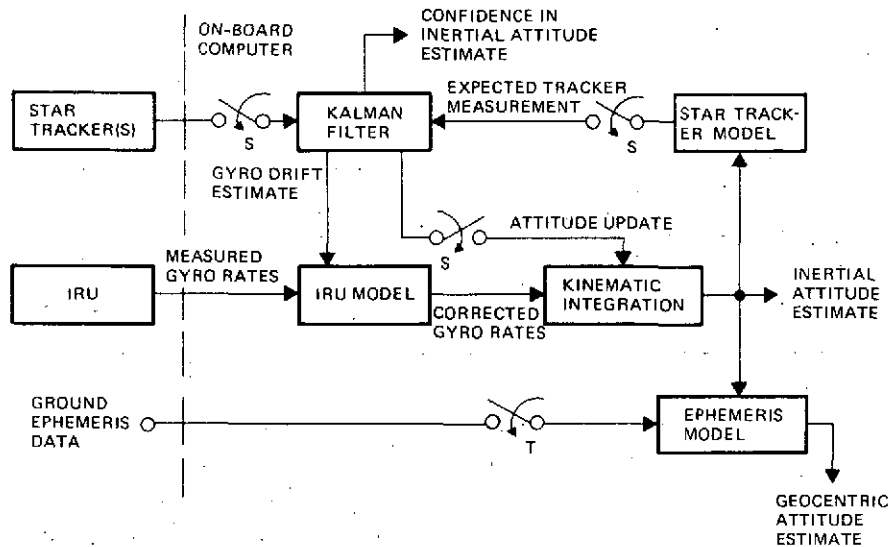 ON-BOARD
COMPUTER
CONFIDENCE IN
INERTIAL ATTITUDE
ESTIMATE
STAR
TRACKER(S)
S
KALMAN
FILTER
EXPECTED TRACKER
MEASUREMENT
S
STAR TRACK-
ER MODEL
GYRO DRIFT
ESTIMATE
S
ATTITUDE UPDATE
IRU
MEASURED
GYRO RATES
IRU MODEL
CORRECTED
GYRO RATES
KINEMATIC
INTEGRATION
INERTIAL
ATTITUDE
ESTIMATE
GROUND
EPHEMERIS
DATA
T
EPHEMERIS
MODEL
GEOCENTRIC
ATTITUDE
ESTIMATE